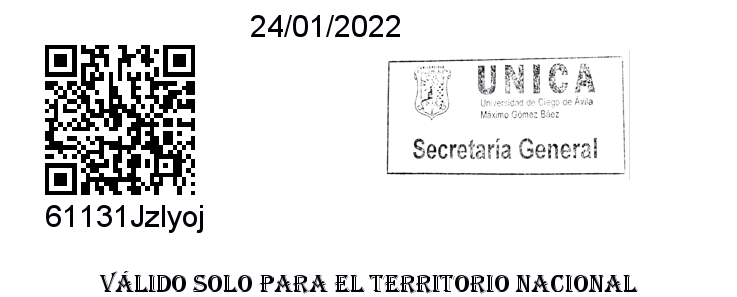 24/01/2022
UNIVERSIDAD
UNICA
Universidad de Ciego de Ávila
Máximo Gómez Báez
Secretaría General
61131Jzlyoj
VÁLIDO SOLO PARA EL TERRITORIO NACIONAL